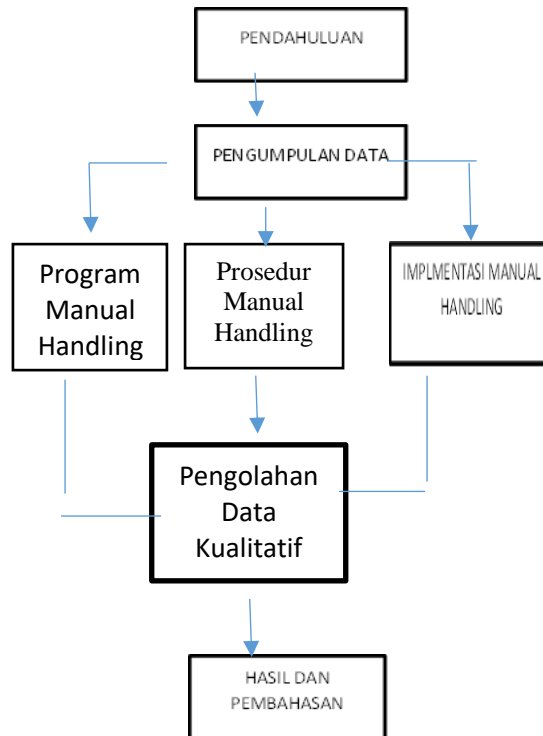 PENDAHULUAN
PENGUMPULAN DATA
Program
Manual
Handling
Prosedur
Manual
Handling
IMPLMENTASI MANUAL
HANDLING
Pengolahan
Data
Kualitatif
HASIL DAN
PEMBAHASAN